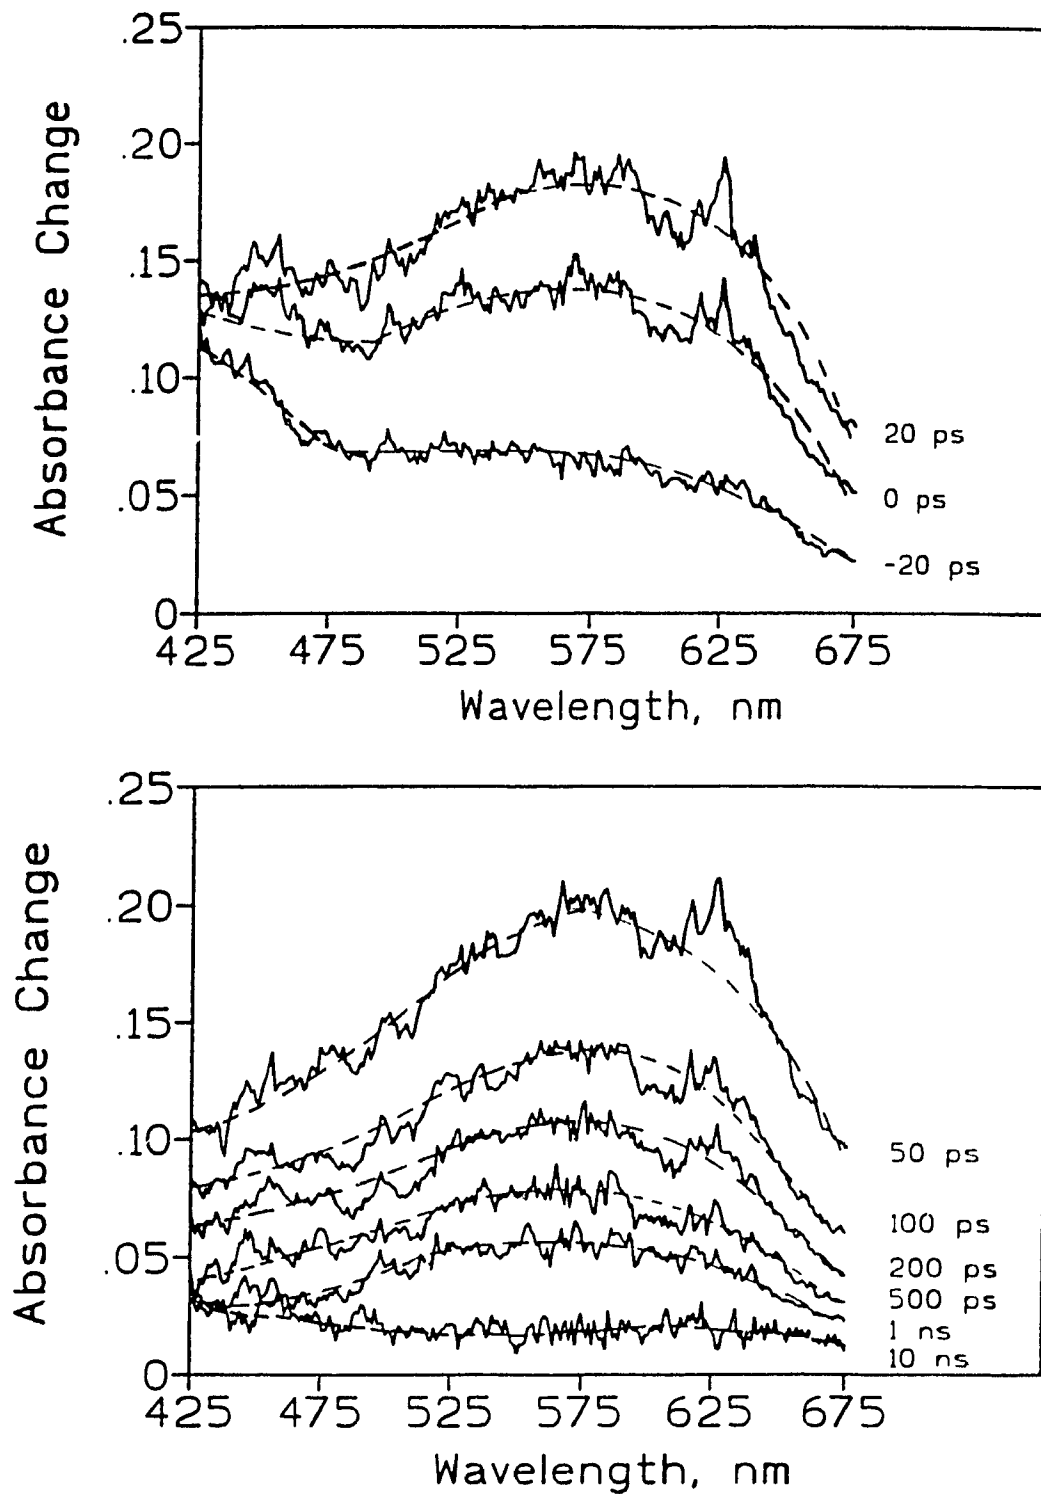 .25
.20
.15
.10
.05
0
Absorbance Change
425 475 525 575 625 675
Wavelength, nm
20 ps
0 ps
-20 ps
.25
.20
.15
.10
.05
0
Absorbance Change
425 475 525 575 625 675
Wavelength, nm
50 ps
100 ps
200 ps
500 ps
1 ns
10 ns